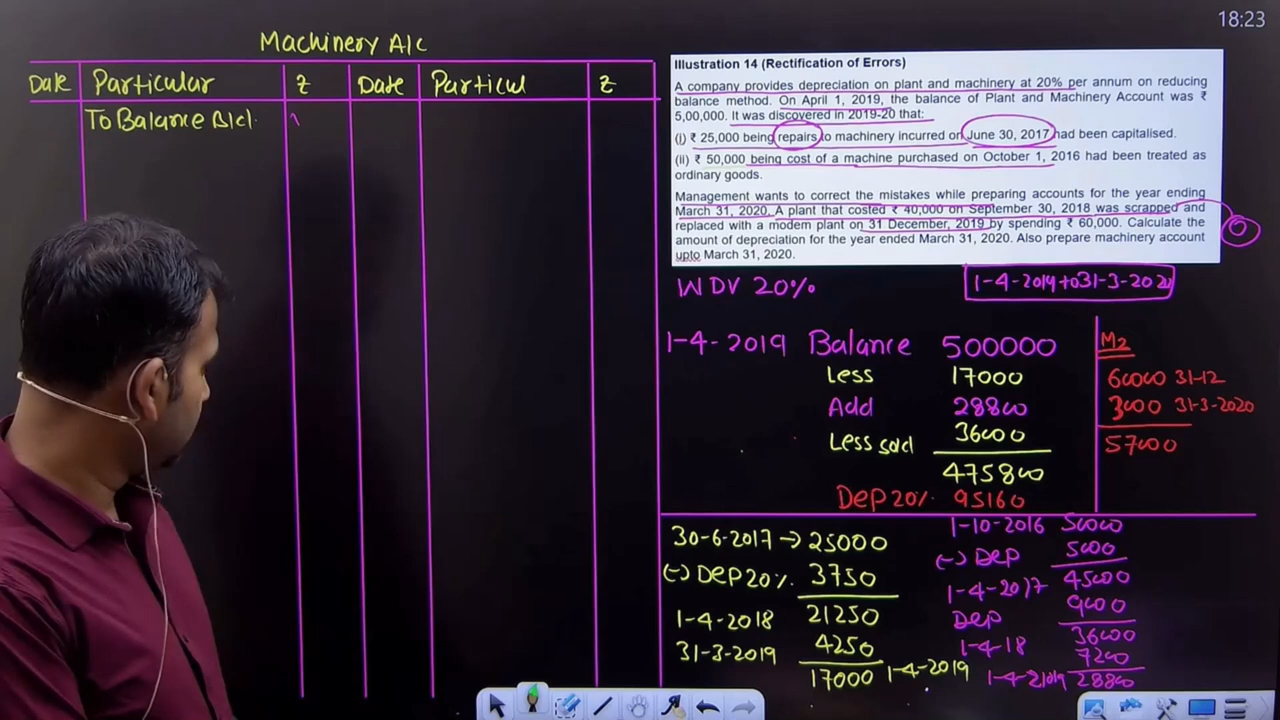 18:23
Machinery A/c
Date Particular ₹ Date Particul ₹
To Balance B/d.
Illustration 14 (Rectification of Errors)
A company provides depreciation on plant and machinery at 20% per annum on reducing
balance method. On April 1, 2019, the balance of Plant and Machinery Account was ₹
5,00,000. It was discovered in 2019-20 that:
(i) ₹ 25,000 being repairs to machinery incurred on June 30, 2017 had been capitalised.
(ii) ₹ 50,000 being cost of a machine purchased on October 1, 2016 had been treated as
ordinary goods.
Management wants to correct the mistakes while preparing accounts for the year ending
March 31, 2020. A plant that costed ₹ 40,000 on September 30, 2018 was scrapped and
replaced with a modem plant on 31 December, 2019 by spending ₹ 60,000. Calculate the
amount of depreciation for the year ended March 31, 2020. Also prepare machinery account
upto March 31, 2020.
WDV 20%
1-4-2019 to 31-3-2020
1-4-2019 Balance 500000
Less 17000
Add 28800
Less sold 36000
475800
Dep 20% 95160
M2
60000 31-12
3000 31-3-2020
57000
30-6-2017 → 25000
(-) Dep 20%. 3750
1-4-2018 21250
31-3-2019 4250
17000 1-4-2019
1-10-2016 50000
(-) Dep 5000
1-4-2017 45000
Dep 9000
1-4-18 36000
7200
1-4-2019 28800